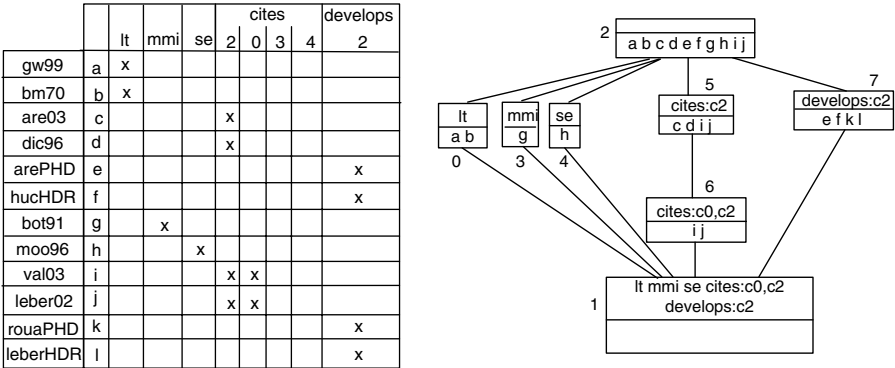 cites develops
lt mmi se 2 0 3 4 2
gw99 a x
bm70 b x
are03 c x
dic96 d x
arePHD e x
hucHDR f x
bot91 g x
moo96 h x
val03 i x x
leber02 j x x
rouaPHD k x
leberHDR l x
2
a b c d e f g h i j
5
7
lt
a b
0
mmi
g
3
se
h
4
cites:c2
c d i j
develops:c2
e f k l
6
cites:c0,c2
i j
1
lt mmi se cites:c0,c2
develops:c2